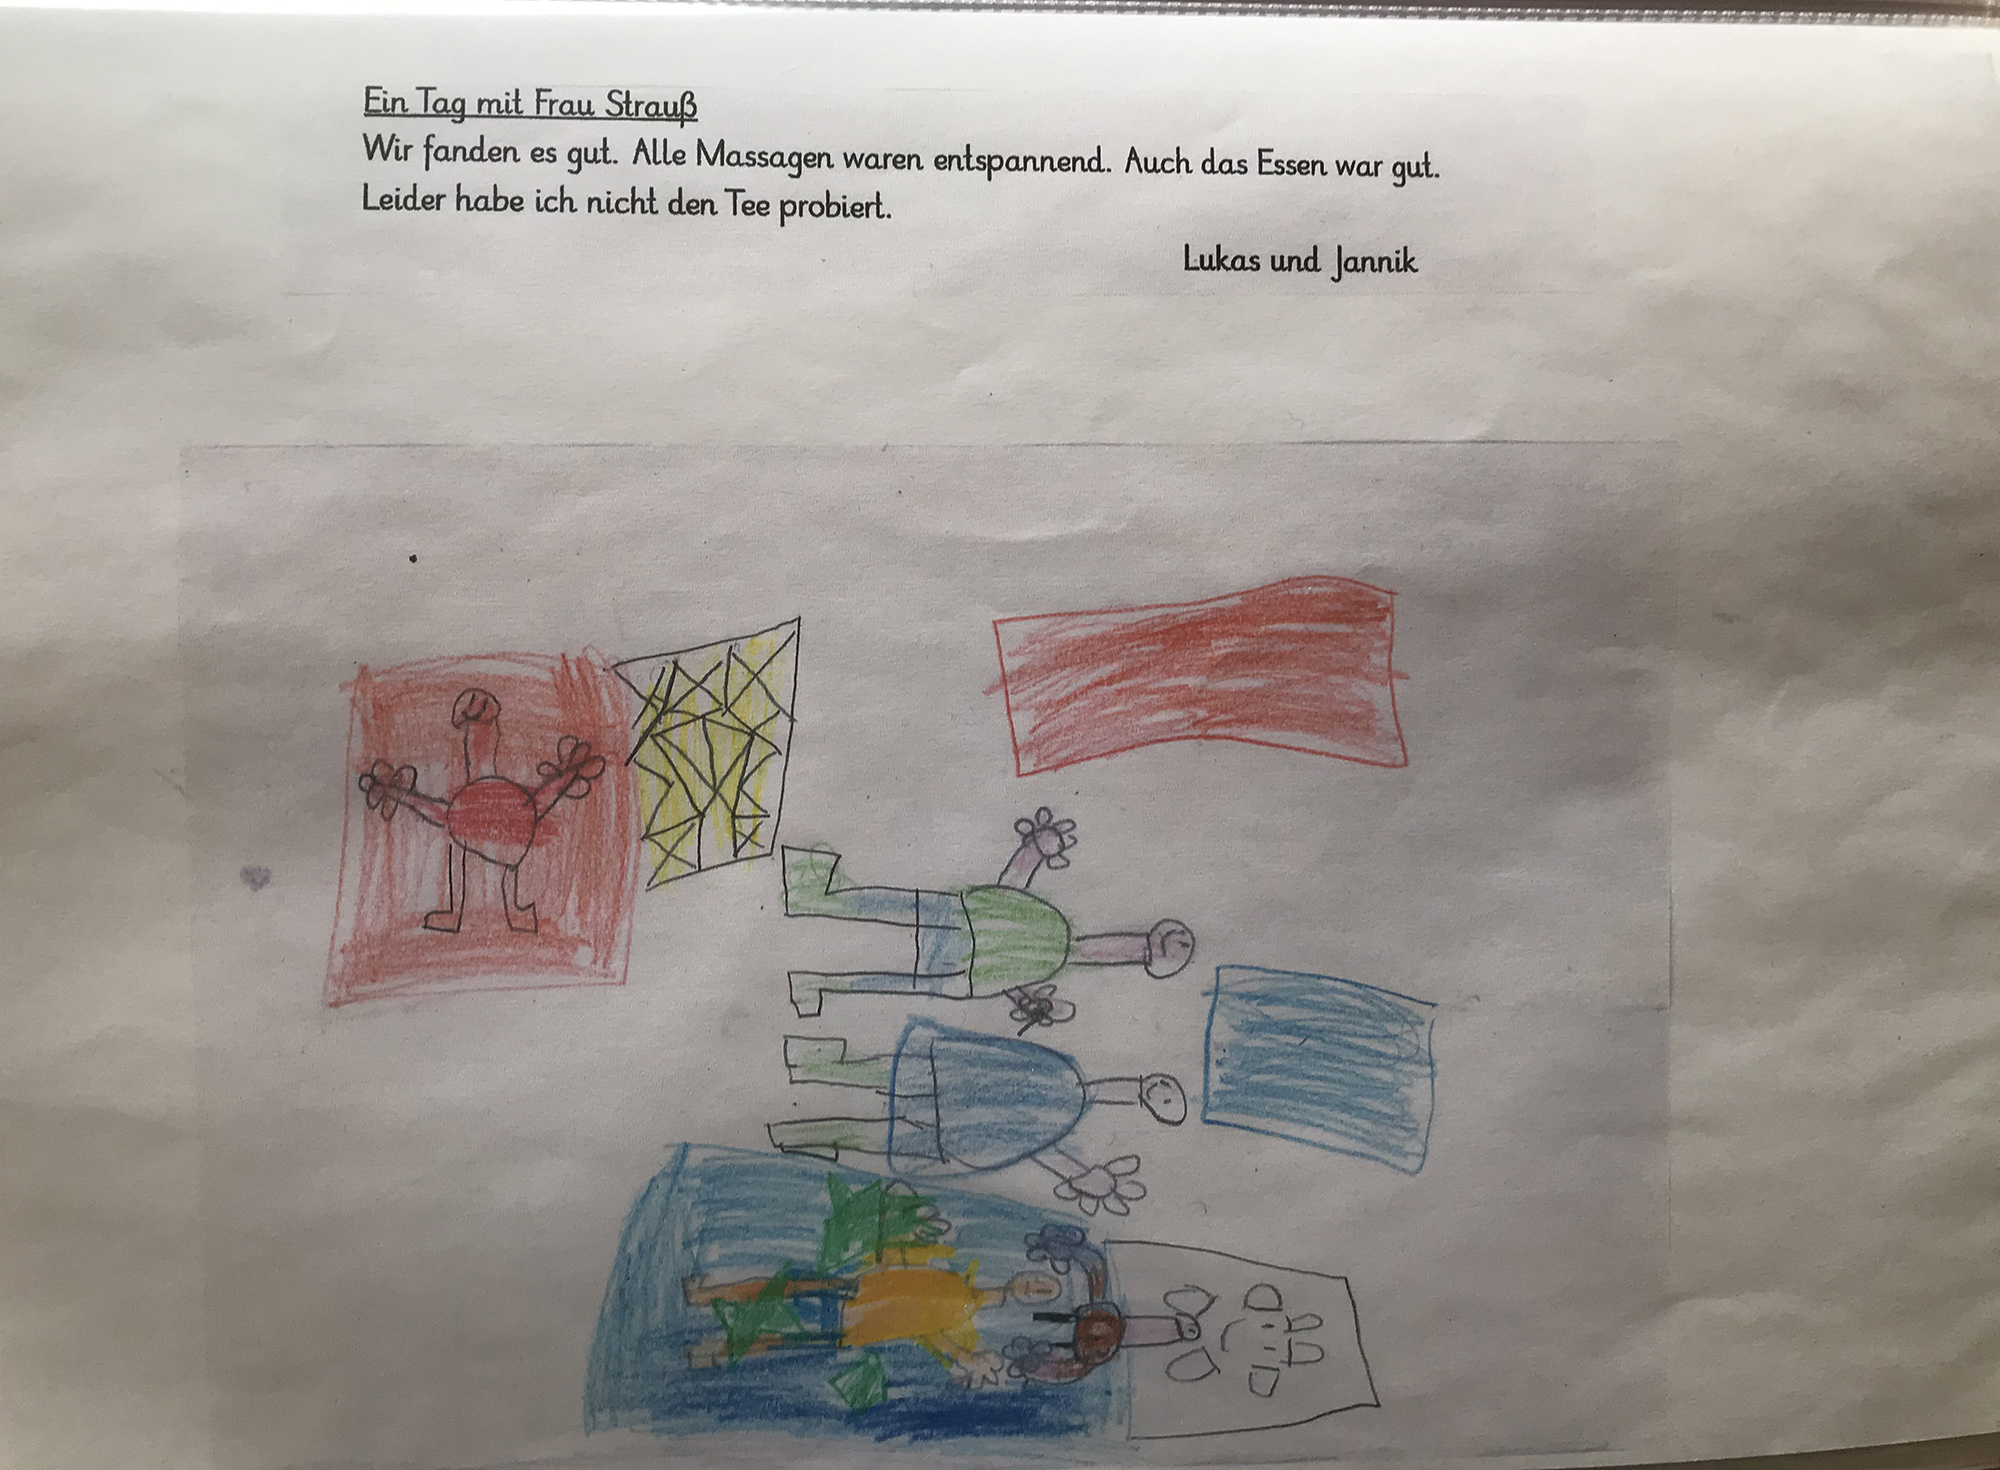 Ein Tag mit Frau Strauß
Wir fanden es gut. Alle Massagen waren entspannend. Auch das Essen war gut.
Leider habe ich nicht den Tee probiert.
Lukas und Jannik